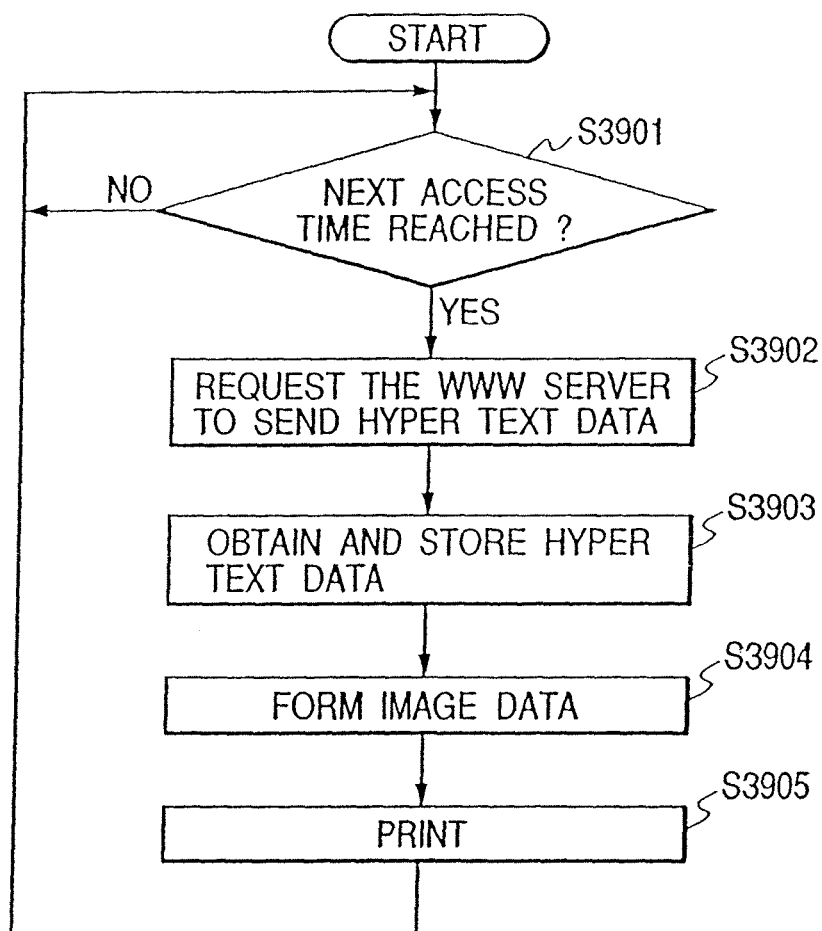 START
S3901
NO
NEXT ACCESS
TIME REACHED ?
YES
S3902
REQUEST THE WWW SERVER
TO SEND HYPER TEXT DATA
S3903
OBTAIN AND STORE HYPER
TEXT DATA
S3904
FORM IMAGE DATA
S3905
PRINT